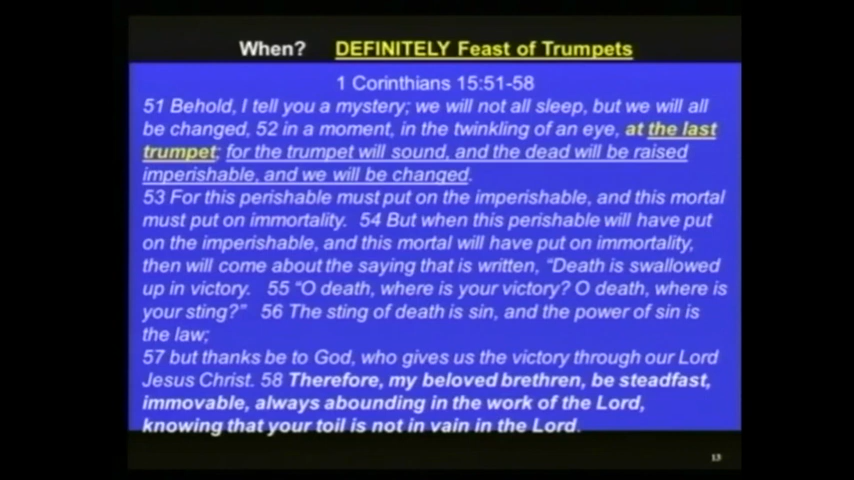 When? DEFINITELY Feast of Trumpets
1 Corinthians 15:51-58
51 Behold, I tell you a mystery; we will not all sleep, but we will all
be changed, 52 in a moment, in the twinkling of an eye, at the last
trumpet; for the trumpet will sound, and the dead will be raised
imperishable, and we will be changed.
53 For this perishable must put on the imperishable, and this mortal
must put on immortality. 54 But when this perishable will have put
on the imperishable, and this mortal will have put on immortality,
then will come about the saying that is written, “Death is swallowed
up in victory. 55 “O death, where is your victory? O death, where is
your sting?” 56 The sting of death is sin, and the power of sin is
the law;
57 but thanks be to God, who gives us the victory through our Lord
Jesus Christ. 58 Therefore, my beloved brethren, be steadfast,
immovable, always abounding in the work of the Lord,
knowing that your toil is not in vain in the Lord.
13